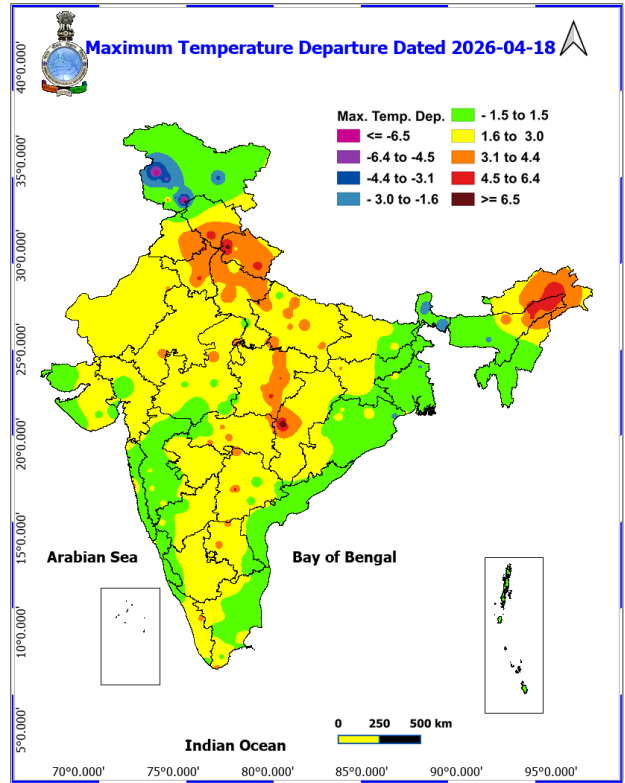 Maximum Temperature Departure Dated 2026-04-18
Max. Temp. Dep.
<= -6.5
-6.4 to -4.5
-4.4 to -3.1
- 3.0 to -1.6
- 1.5 to 1.5
1.6 to 3.0
3.1 to 4.4
4.5 to 6.4
>= 6.5
40°0.000'
35°0.000'
30°0.000'
25°0.000'
20°0.000'
15°0.000'
10°0.000'
5°0.000'
Arabian Sea
Bay of Bengal
Indian Ocean
0 250 500 km
70°0.000' 75°0.000' 80°0.000' 85°0.000' 90°0.000' 95°0.000'